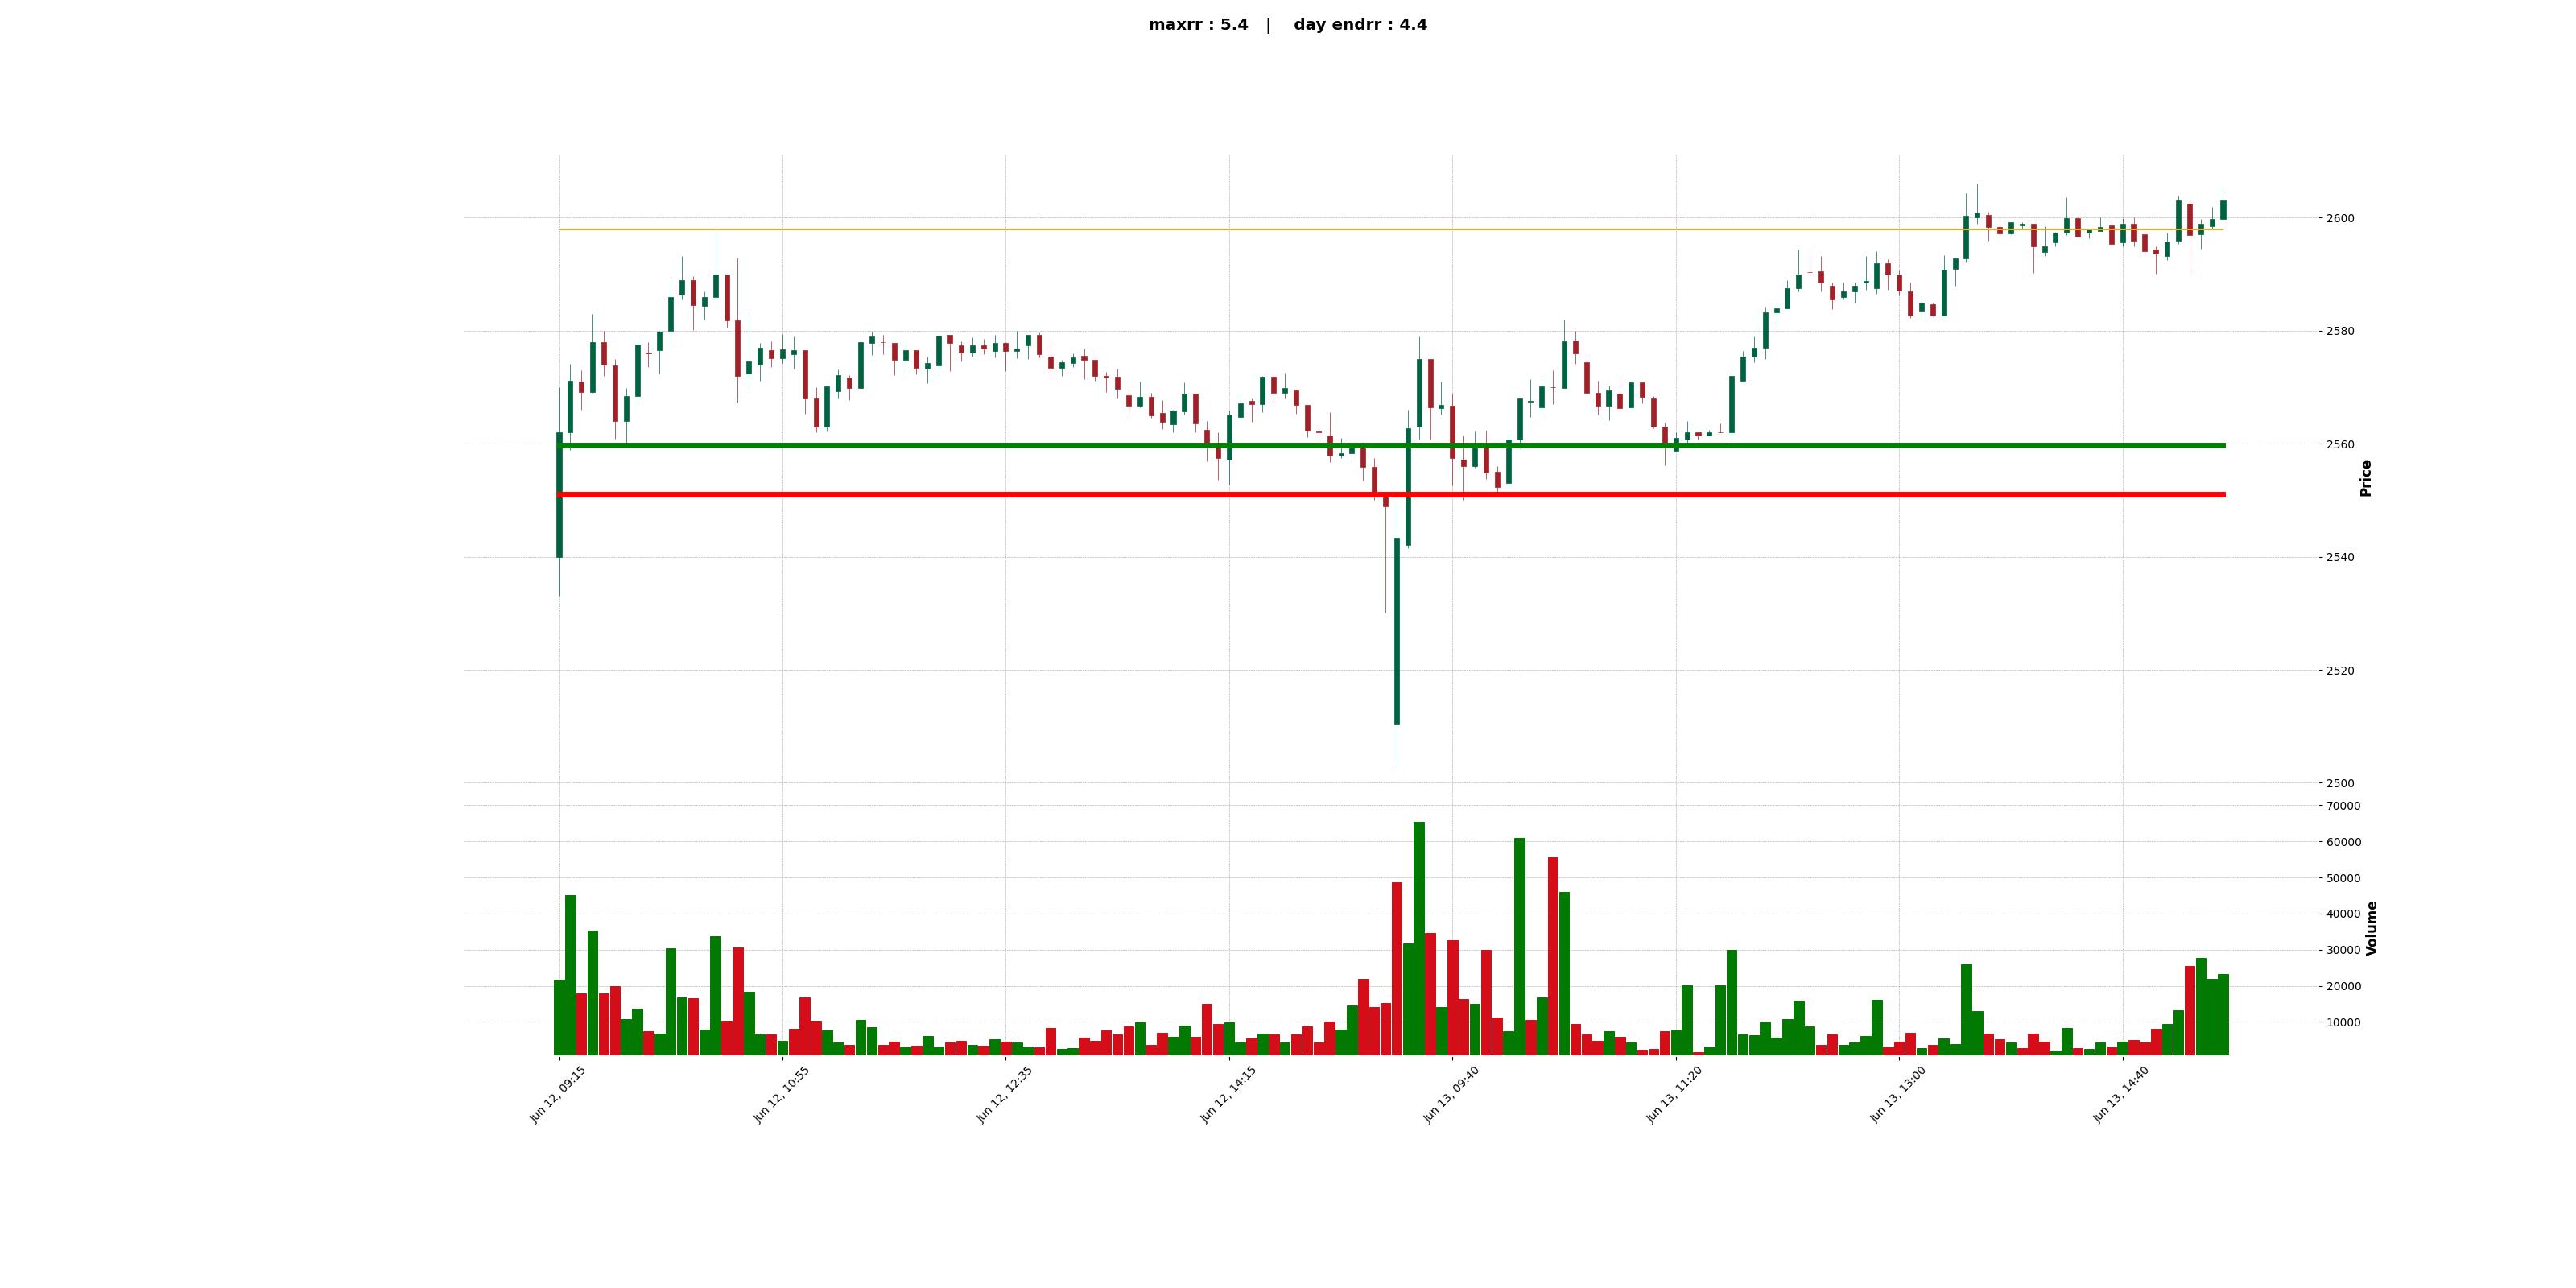 maxrr : 5.4   |    day endrr : 4.4
2600
2580
2560
2540
2520
2500
Price
70000
60000
50000
40000
30000
20000
10000
Volume
Jun 12, 09:15
Jun 12, 10:55
Jun 12, 12:35
Jun 12, 14:15
Jun 13, 09:40
Jun 13, 11:20
Jun 13, 13:00
Jun 13, 14:40